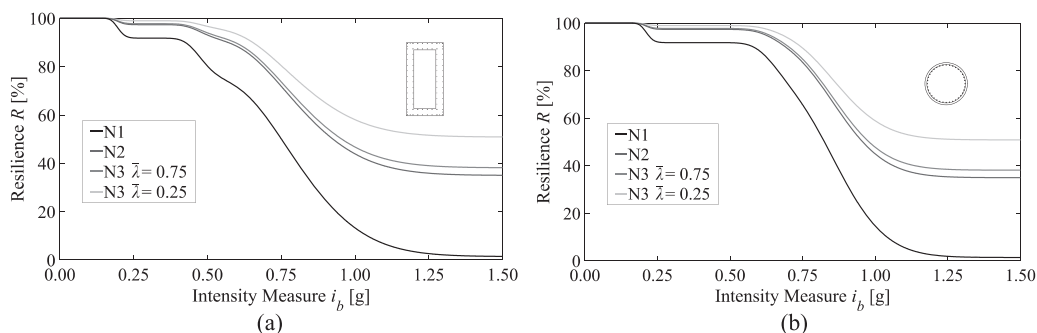 100
80
60
40
20
0
Resilience R [%]
N1
N2
N3 λ̄ = 0.75
N3 λ̄ = 0.25
0.00 0.25 0.50 0.75 1.00 1.25 1.50
Intensity Measure i_b [g]
(a)
100
80
60
40
20
0
Resilience R [%]
N1
N2
N3 λ̄ = 0.75
N3 λ̄ = 0.25
0.00 0.25 0.50 0.75 1.00 1.25 1.50
Intensity Measure i_b [g]
(b)